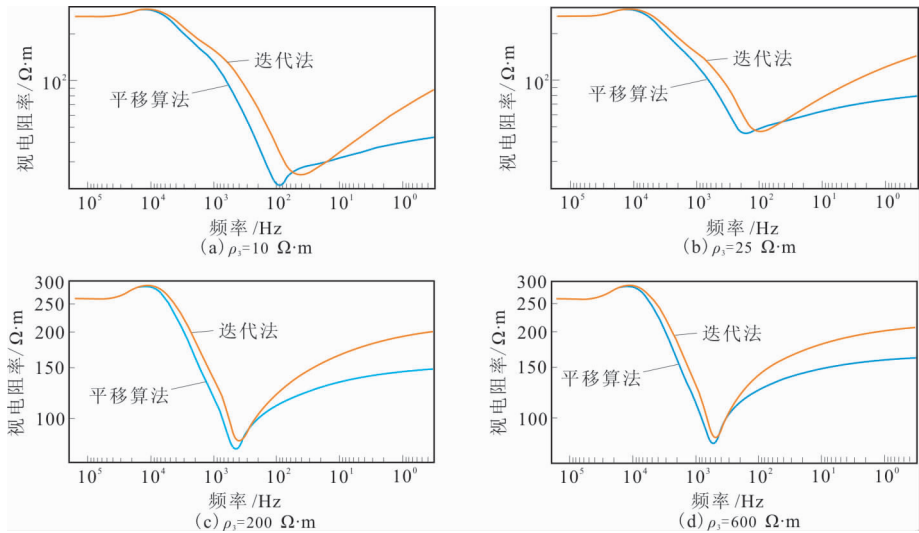 视电阻率/Ω·m
10²
迭代法
平移算法
10⁵ 10⁴ 10³ 10² 10¹ 10⁰
频率/Hz
(a) ρ₃=10 Ω·m
视电阻率/Ω·m
10²
迭代法
平移算法
10⁵ 10⁴ 10³ 10² 10¹ 10⁰
频率/Hz
(b) ρ₃=25 Ω·m
视电阻率/Ω·m
300
250
200
150
100
迭代法
平移算法
10⁵ 10⁴ 10³ 10² 10¹ 10⁰
频率/Hz
(c) ρ₃=200 Ω·m
视电阻率/Ω·m
300
250
200
150
100
迭代法
平移算法
10⁵ 10⁴ 10³ 10² 10¹ 10⁰
频率/Hz
(d) ρ₃=600 Ω·m